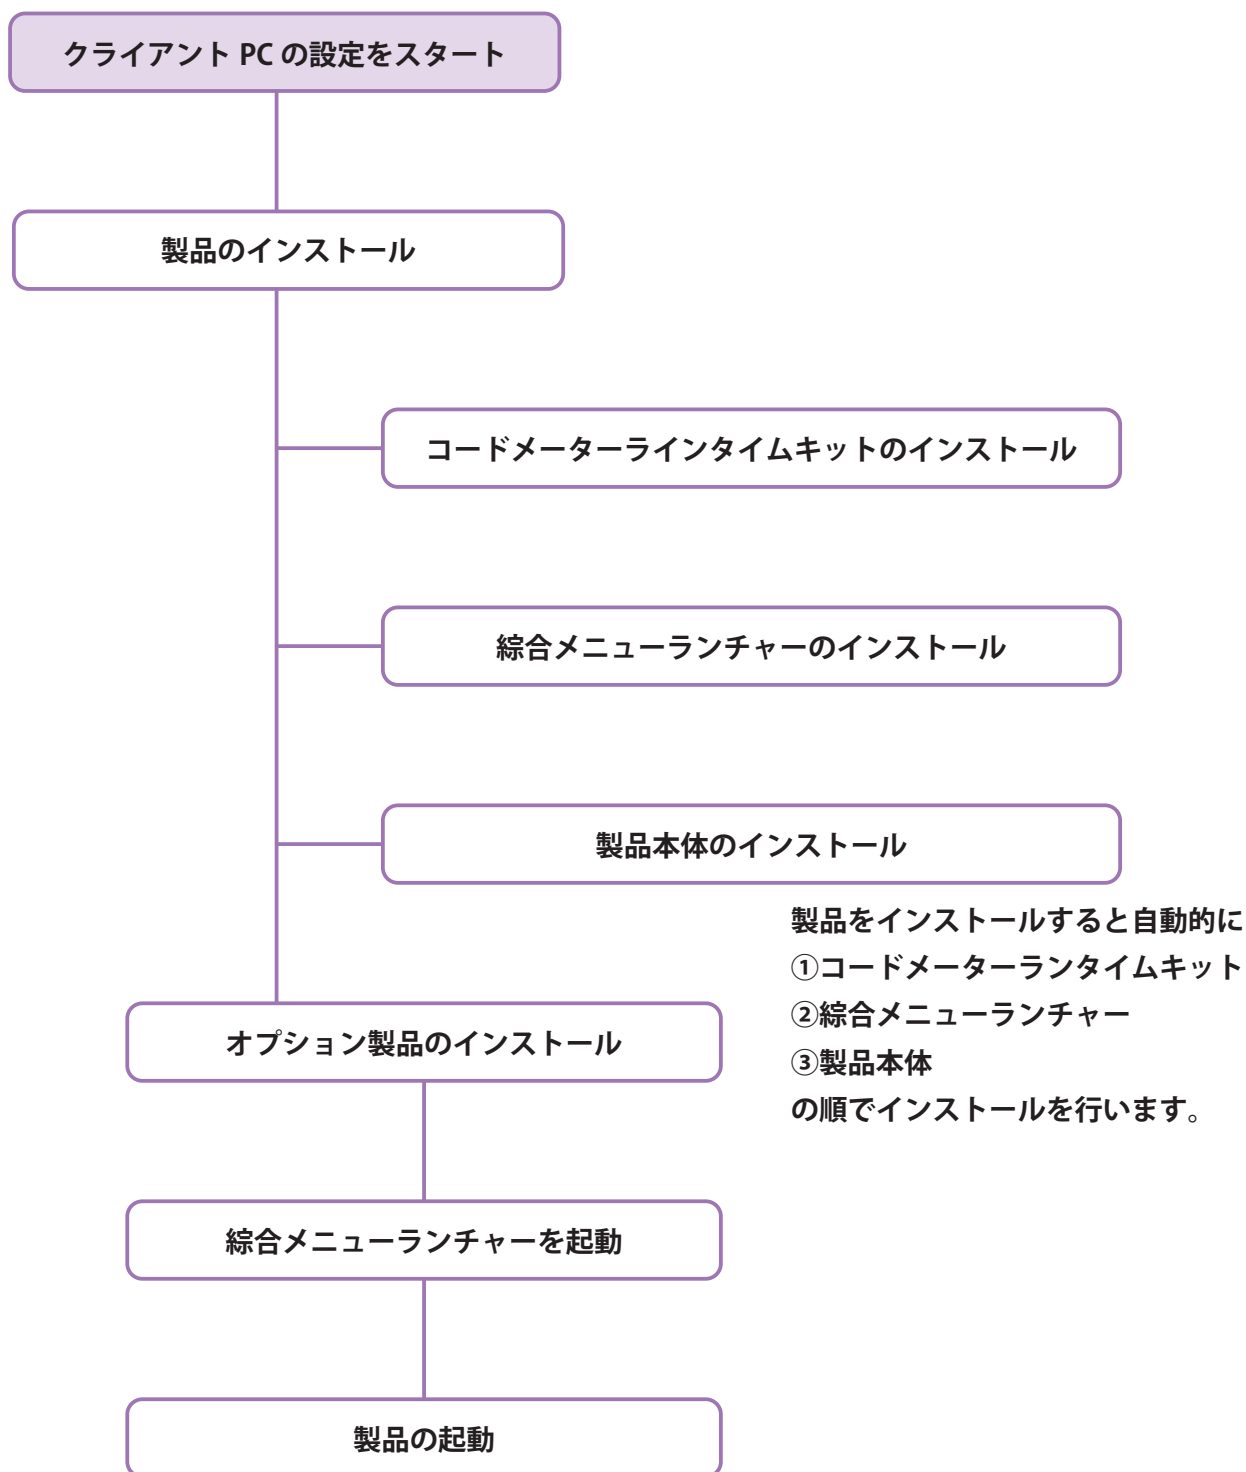 クライアント PC の設定をスタート
製品のインストール
コードメーターラインタイムキットのインストール
綜合メニューランチャーのインストール
製品本体のインストール
製品をインストールすると自動的に
①コードメーターランタイムキット
②綜合メニューランチャー
③製品本体
の順でインストールを行います。
オプション製品のインストール
綜合メニューランチャーを起動
製品の起動